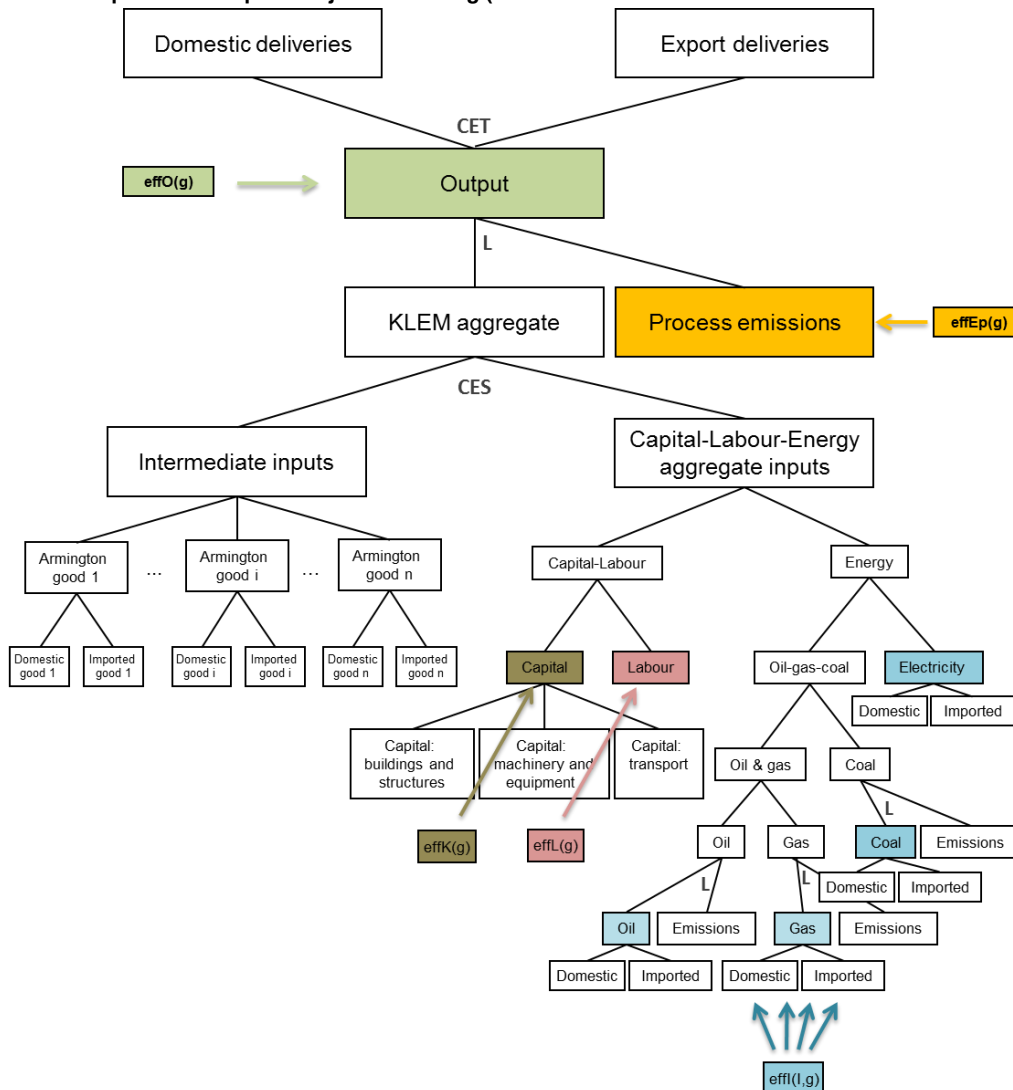 Domestic deliveries
Export deliveries
CET
effO(g)
Output
L
KLEM aggregate
Process emissions
effEp(g)
CES
Intermediate inputs
Capital-Labour-Energy
aggregate inputs
Armington
good 1
...
Armington
good i
...
Armington
good n
Capital-Labour
Energy
Domestic
good 1
Imported
good 1
Domestic
good i
Imported
good i
Domestic
good n
Imported
good n
Capital
Labour
Oil-gas-coal
Electricity
Domestic
Imported
Capital:
buildings and
structures
Capital:
machinery and
equipment
Capital:
transport
Oil & gas
Coal
L
effK(g)
effL(g)
Oil
Gas
Coal
Emissions
L
L
Domestic
Imported
Oil
Emissions
Gas
Emissions
Domestic
Imported
Domestic
Imported
effI(I,g)